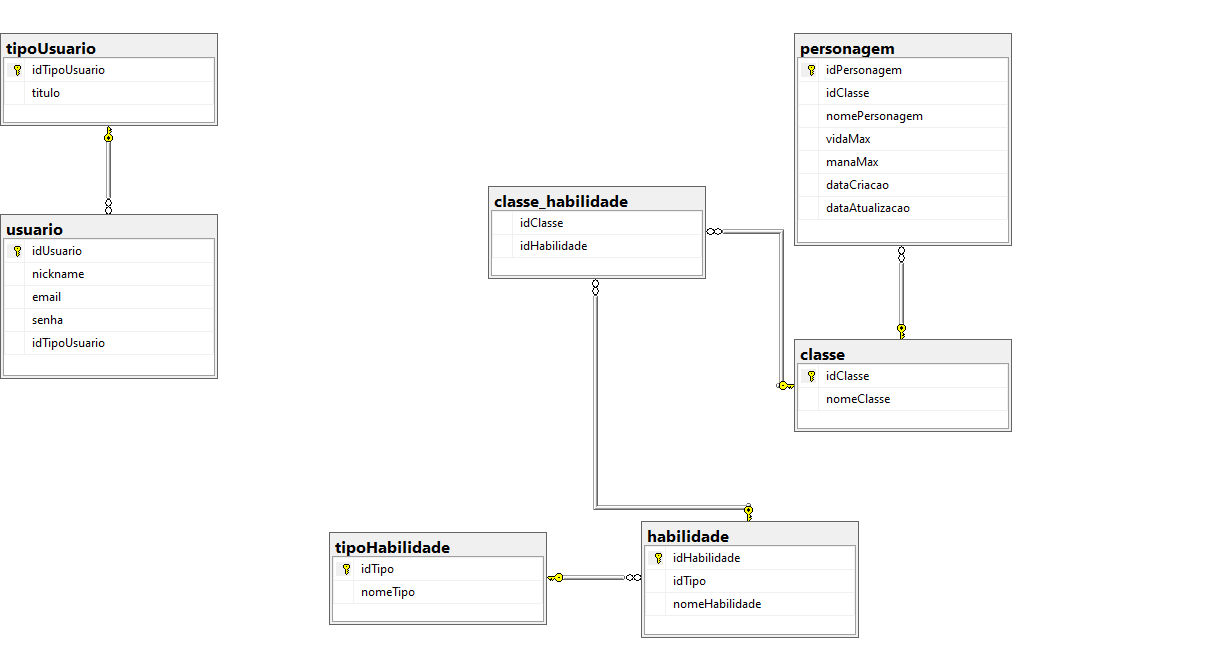 tipoUsuario
idTipoUsuario
titulo
usuario
idUsuario
nickname
email
senha
idTipoUsuario
classe_habilidade
idClasse
idHabilidade
personagem
idPersonagem
idClasse
nomePersonagem
vidaMax
manaMax
dataCriacao
dataAtualizacao
classe
idClasse
nomeClasse
tipoHabilidade
idTipo
nomeTipo
habilidade
idHabilidade
idTipo
nomeHabilidade